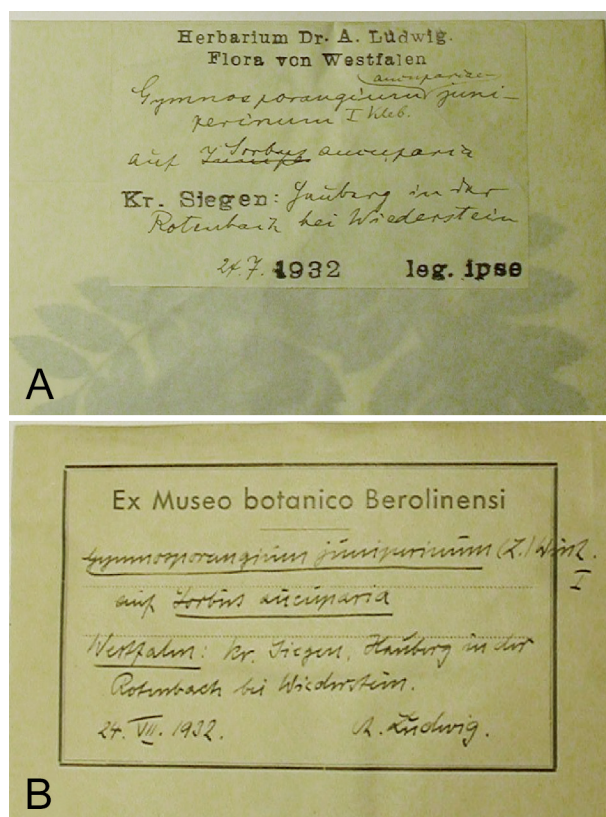 Herbarium Dr. A. Ludwig.
Flora von Westfalen
aucupariae
Gymnosporangium juni-
perinum I Kleb.
auf Sorbus aucuparia
Kr. Siegen: Hauberg in der
Rotenbach bei Wiederstein
24.7. 1932 leg. ipse
A
Ex Museo botanico Berolinensi
Gymnosporangium juniperinum (L.) Wint.
I
auf Sorbus aucuparia
Westfalen: Kr. Siegen, Hauberg in der
Rotenbach bei Wiederstein.
24. VII. 1932. A. Ludwig.
B